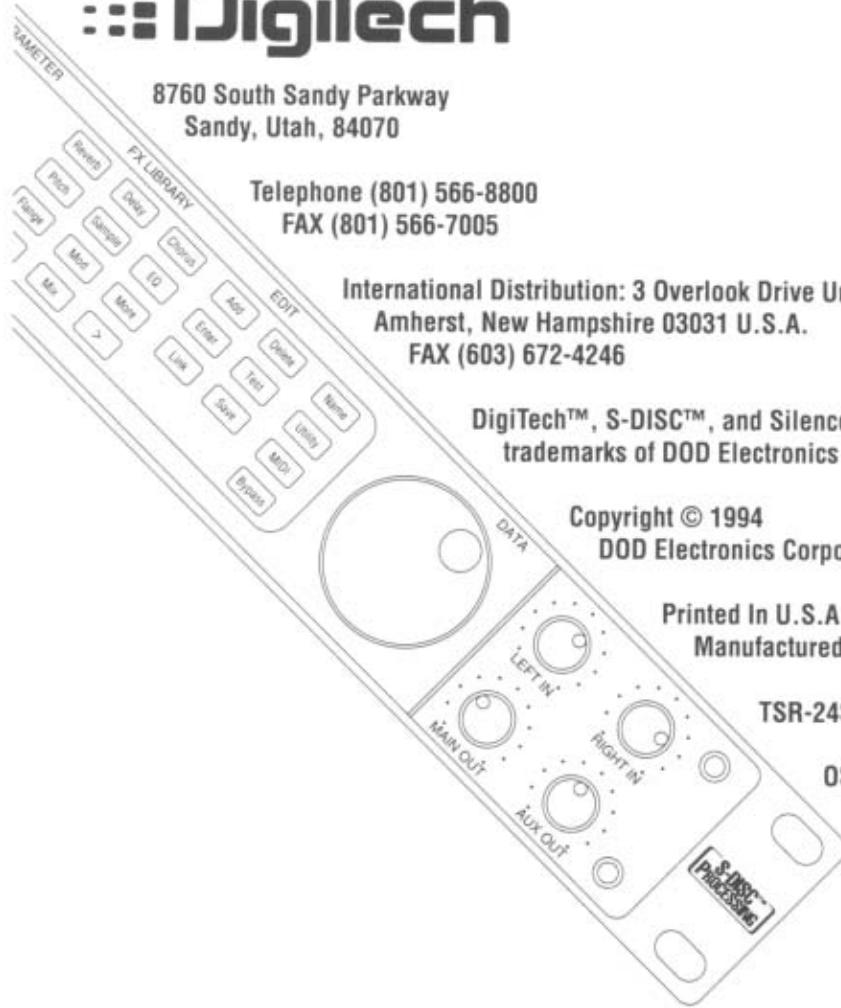 Digitech
8760 South Sandy Parkway
Sandy, Utah, 84070
Telephone (801) 566-8800
FAX (801) 566-7005
International Distribution: 3 Overlook Drive
Amherst, New Hampshire 03031 U.S.A.
FAX (603) 672-4246
DigiTech™, S-DISC™, and
trademarks of DOD Electronics
Copyright © 1994
DOD Electronics
Printed In U.S.A
Manufactured
FX LIBRARY
Reverb
Delay
Chorus
Pitch
Sample
EQ
Flange
Mod
More
Mix
>
EDIT
Add
Delete
Name
Enter
Test
Utility
Link
Save
MIDI
Bypass
DATA
LEFT IN
RIGHT IN
MAIN OUT
AUX OUT
S-DISC™
PROCESSING